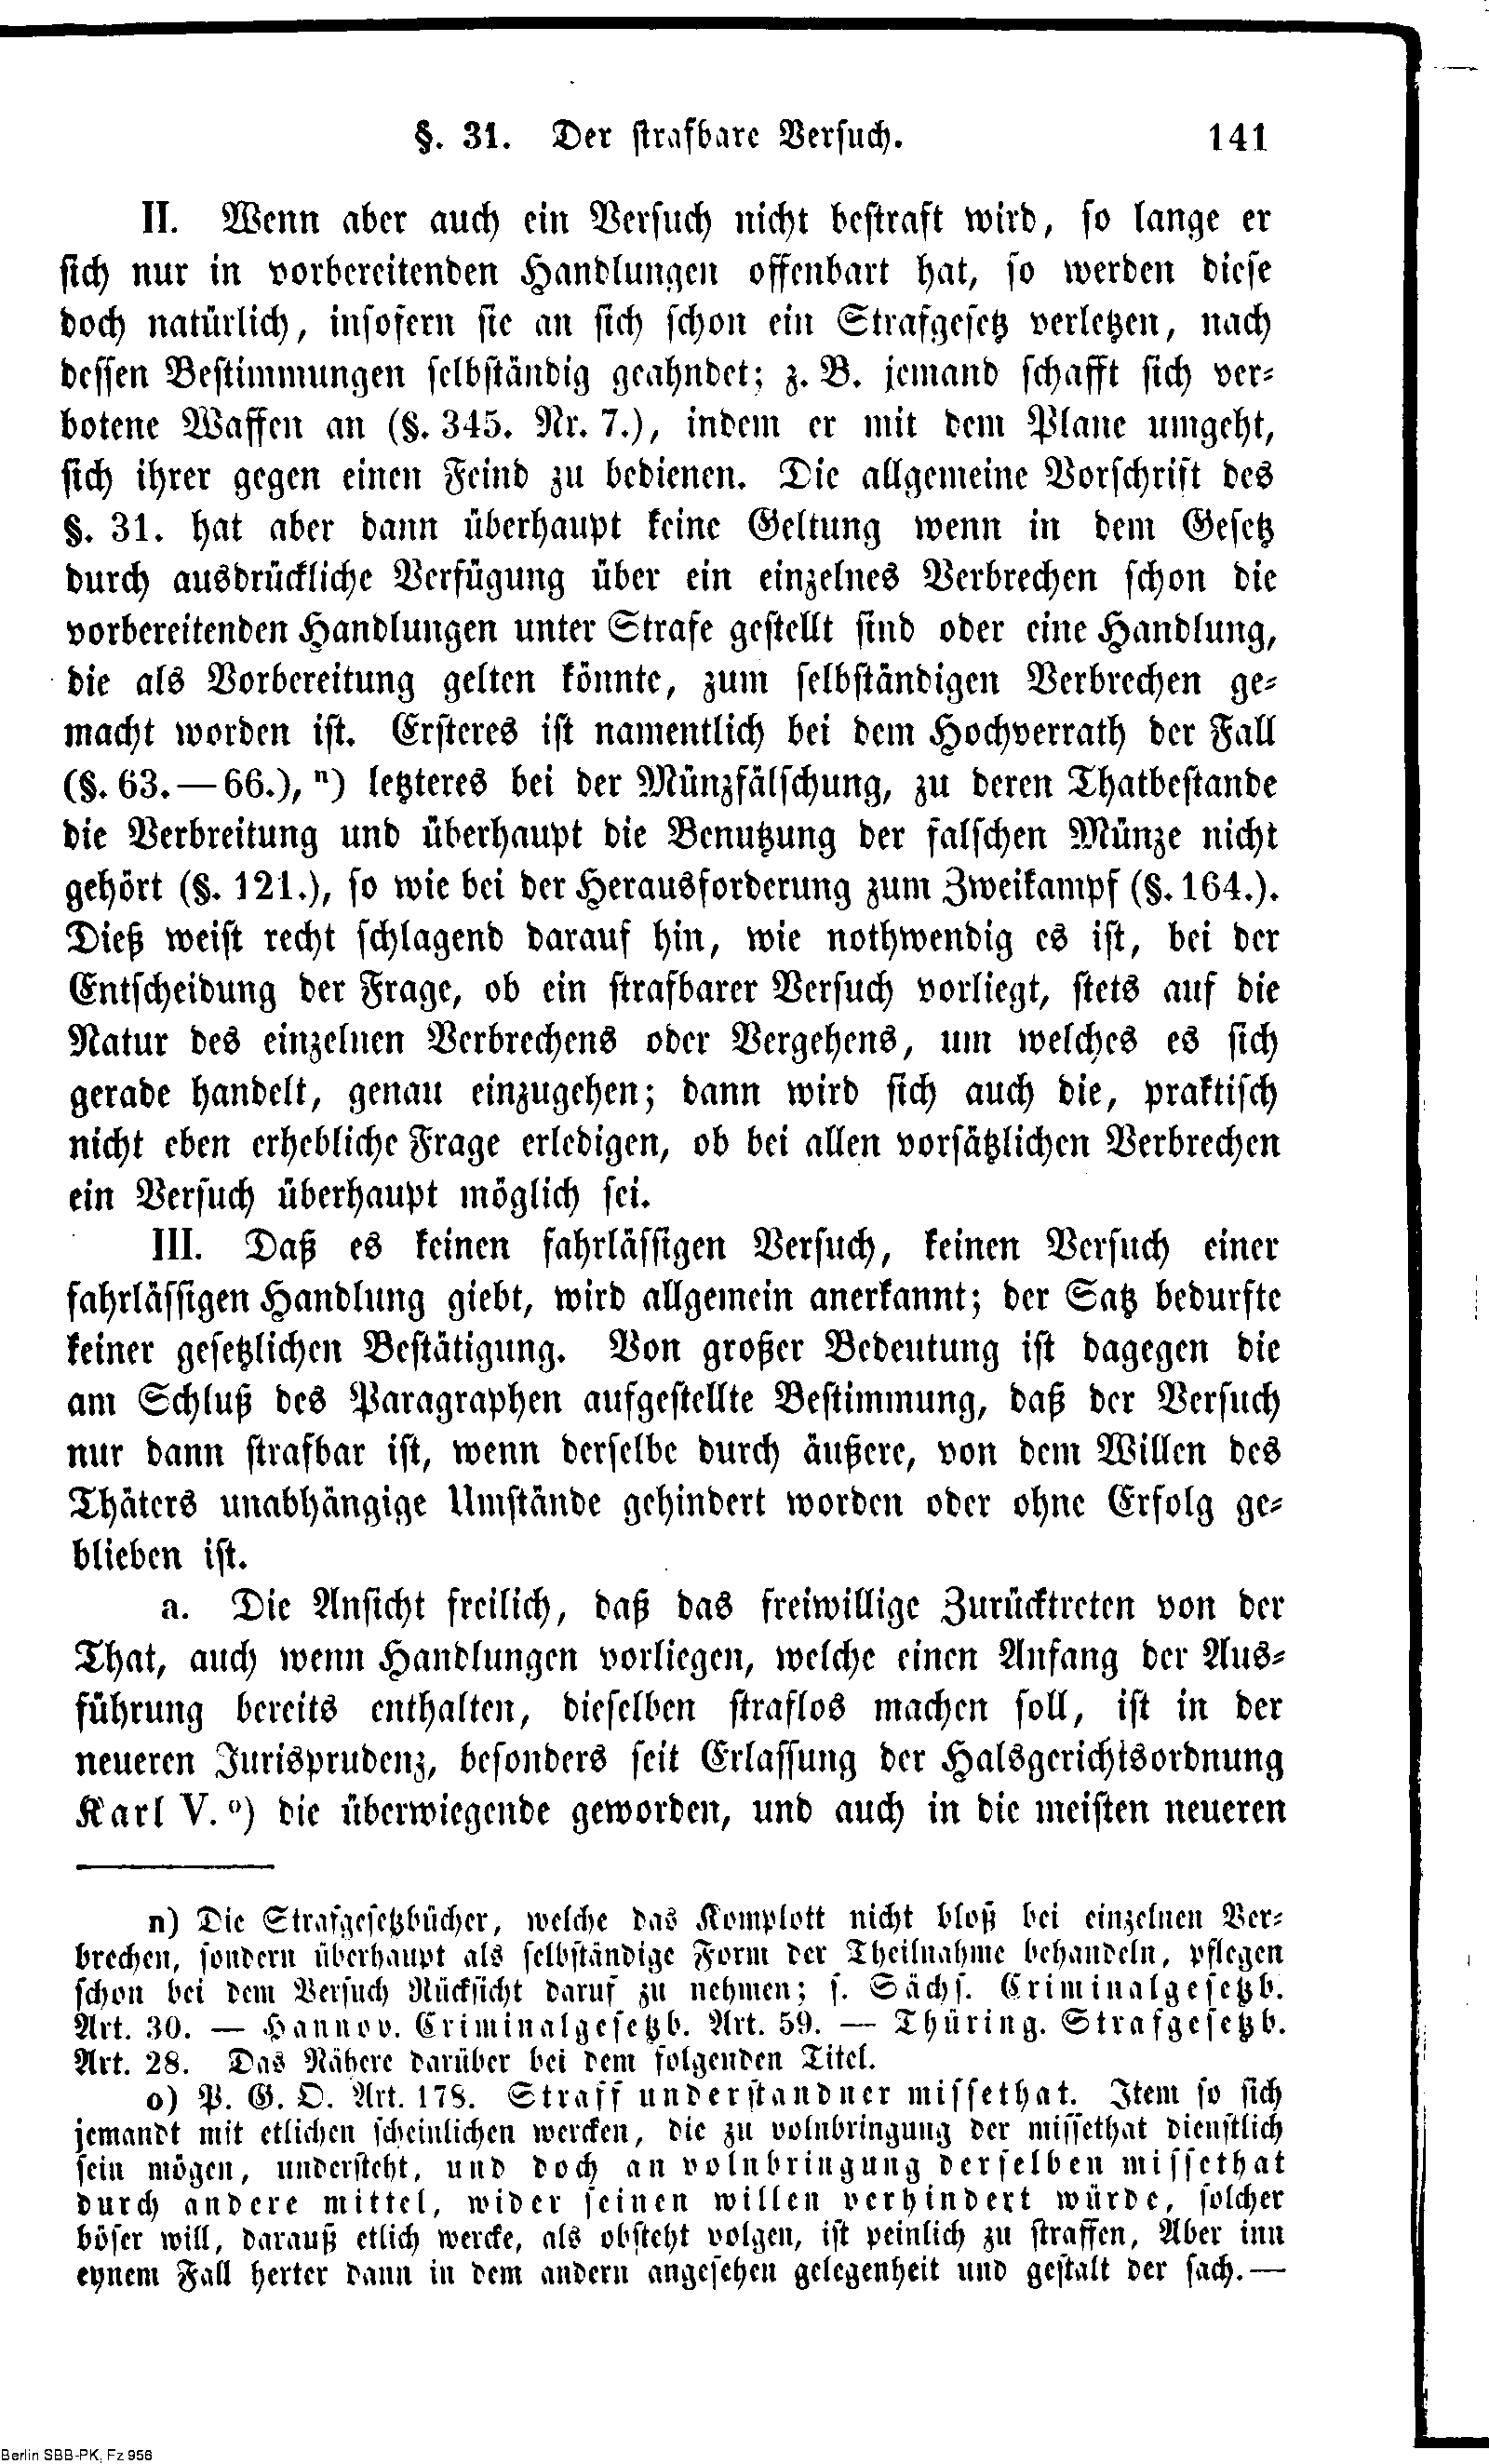 §. 31. Der strafbare Versuch. 141
II. Wenn aber auch ein Versuch nicht bestraft wird, so lange er
sich nur in vorbereitenden Handlungen offenbart hat, so werden diese
doch natürlich, insofern sie an sich schon ein Strafgesetz verletzen, nach
dessen Bestimmungen selbständig geahndet; z. B. jemand schafft sich ver-
botene Waffen an (§. 345. Nr. 7.), indem er mit dem Plane umgeht,
sich ihrer gegen einen Feind zu bedienen. Die allgemeine Vorschrift des
§. 31. hat aber dann überhaupt keine Geltung wenn in dem Gesetz
durch ausdrückliche Verfügung über ein einzelnes Verbrechen schon die
vorbereitenden Handlungen unter Strafe gestellt sind oder eine Handlung,
die als Vorbereitung gelten könnte, zum selbständigen Verbrechen ge-
macht worden ist. Ersteres ist namentlich bei dem Hochverrath der Fall
(§. 63.—66.), n) letzteres bei der Münzfälschung, zu deren Thatbestande
die Verbreitung und überhaupt die Benutzung der falschen Münze nicht
gehört (§. 121.), so wie bei der Herausforderung zum Zweikampf (§. 164.).
Dieß weist recht schlagend darauf hin, wie nothwendig es ist, bei der
Entscheidung der Frage, ob ein strafbarer Versuch vorliegt, stets auf die
Natur des einzelnen Verbrechens oder Vergehens, um welches es sich
gerade handelt, genau einzugehen; dann wird sich auch die, praktisch
nicht eben erhebliche Frage erledigen, ob bei allen vorsätzlichen Verbrechen
ein Versuch überhaupt möglich sei.
III. Daß es keinen fahrlässigen Versuch, keinen Versuch einer
fahrlässigen Handlung giebt, wird allgemein anerkannt; der Satz bedurfte
keiner gesetzlichen Bestätigung. Von großer Bedeutung ist dagegen die
am Schluß des Paragraphen aufgestellte Bestimmung, daß der Versuch
nur dann strafbar ist, wenn derselbe durch äußere, von dem Willen des
Thäters unabhängige Umstände gehindert worden oder ohne Erfolg ge-
blieben ist.
a. Die Ansicht freilich, daß das freiwillige Zurücktreten von der
That, auch wenn Handlungen vorliegen, welche einen Anfang der Aus-
führung bereits enthalten, dieselben straflos machen soll, ist in der
neueren Jurisprudenz, besonders seit Erlassung der Halsgerichtsordnung
Karl V. o) die überwiegende geworden, und auch in die meisten neueren
n) Die Strafgesetzbücher, welche das Komplott nicht bloß bei einzelnen Ver-
brechen, sondern überhaupt als selbständige Form der Theilnahme behandeln, pflegen
schon bei dem Versuch Rücksicht daruf zu nehmen; s. Sächs. Criminalgesetzb.
Art. 30. — Hannov. Criminalgesetzb. Art. 59. — Thüring. Strafgesetzb.
Art. 28. Das Nähere darüber bei dem folgenden Titel.
o) P. G. O. Art. 178. Straff understandner missethat. Item so sich
jemandt mit etlichen scheinlichen wercken, die zu volnbringung der missethat dienstlich
sein mögen, understeht, und doch an volnbringung derselben missethat
durch andere mittel, wider seinen willen verhindert würde, solcher
böser will, darauß etlich wercke, als obsteht volgen, ist peinlich zu straffen, Aber inn
eynem Fall herter dann in dem andern angesehen gelegenheit und gestalt der sach.—
Berlin SBB-PK, Fz 956